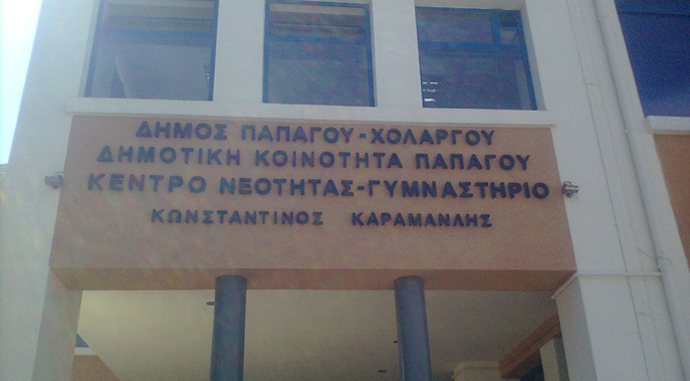 ΔΗΜΟΣ ΠΑΠΑΓΟΥ-ΧΟΛΑΡΓΟΥ
ΔΗΜΟΤΙΚΗ ΚΟΙΝΟΤΗΤΑ ΠΑΠΑΓΟΥ
ΚΕΝΤΡΟ ΝΕΟΤΗΤΑΣ-ΓΥΜΝΑΣΤΗΡΙΟ
ΚΩΝΣΤΑΝΤΙΝΟΣ ΚΑΡΑΜΑΝΛΗΣ